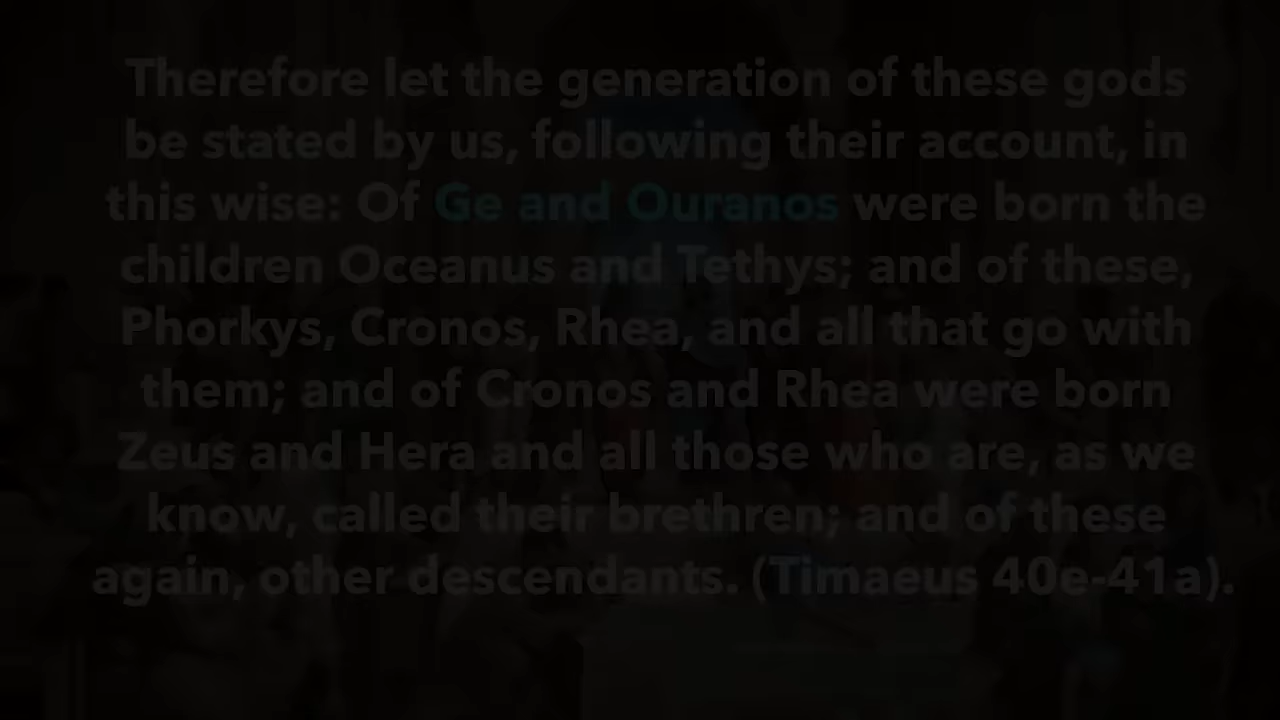 Therefore let the generation of these gods
be stated by us, following their account, in
this wise: Of Ge and Ouranos were born the
children Oceanus and Tethys; and of these,
Phorkys, Cronos, Rhea, and all that go with
them; and of Cronos and Rhea were born
Zeus and Hera and all those who are, as we
know, called their brethren; and of these
again, other descendants. (Timaeus 40e-41a).